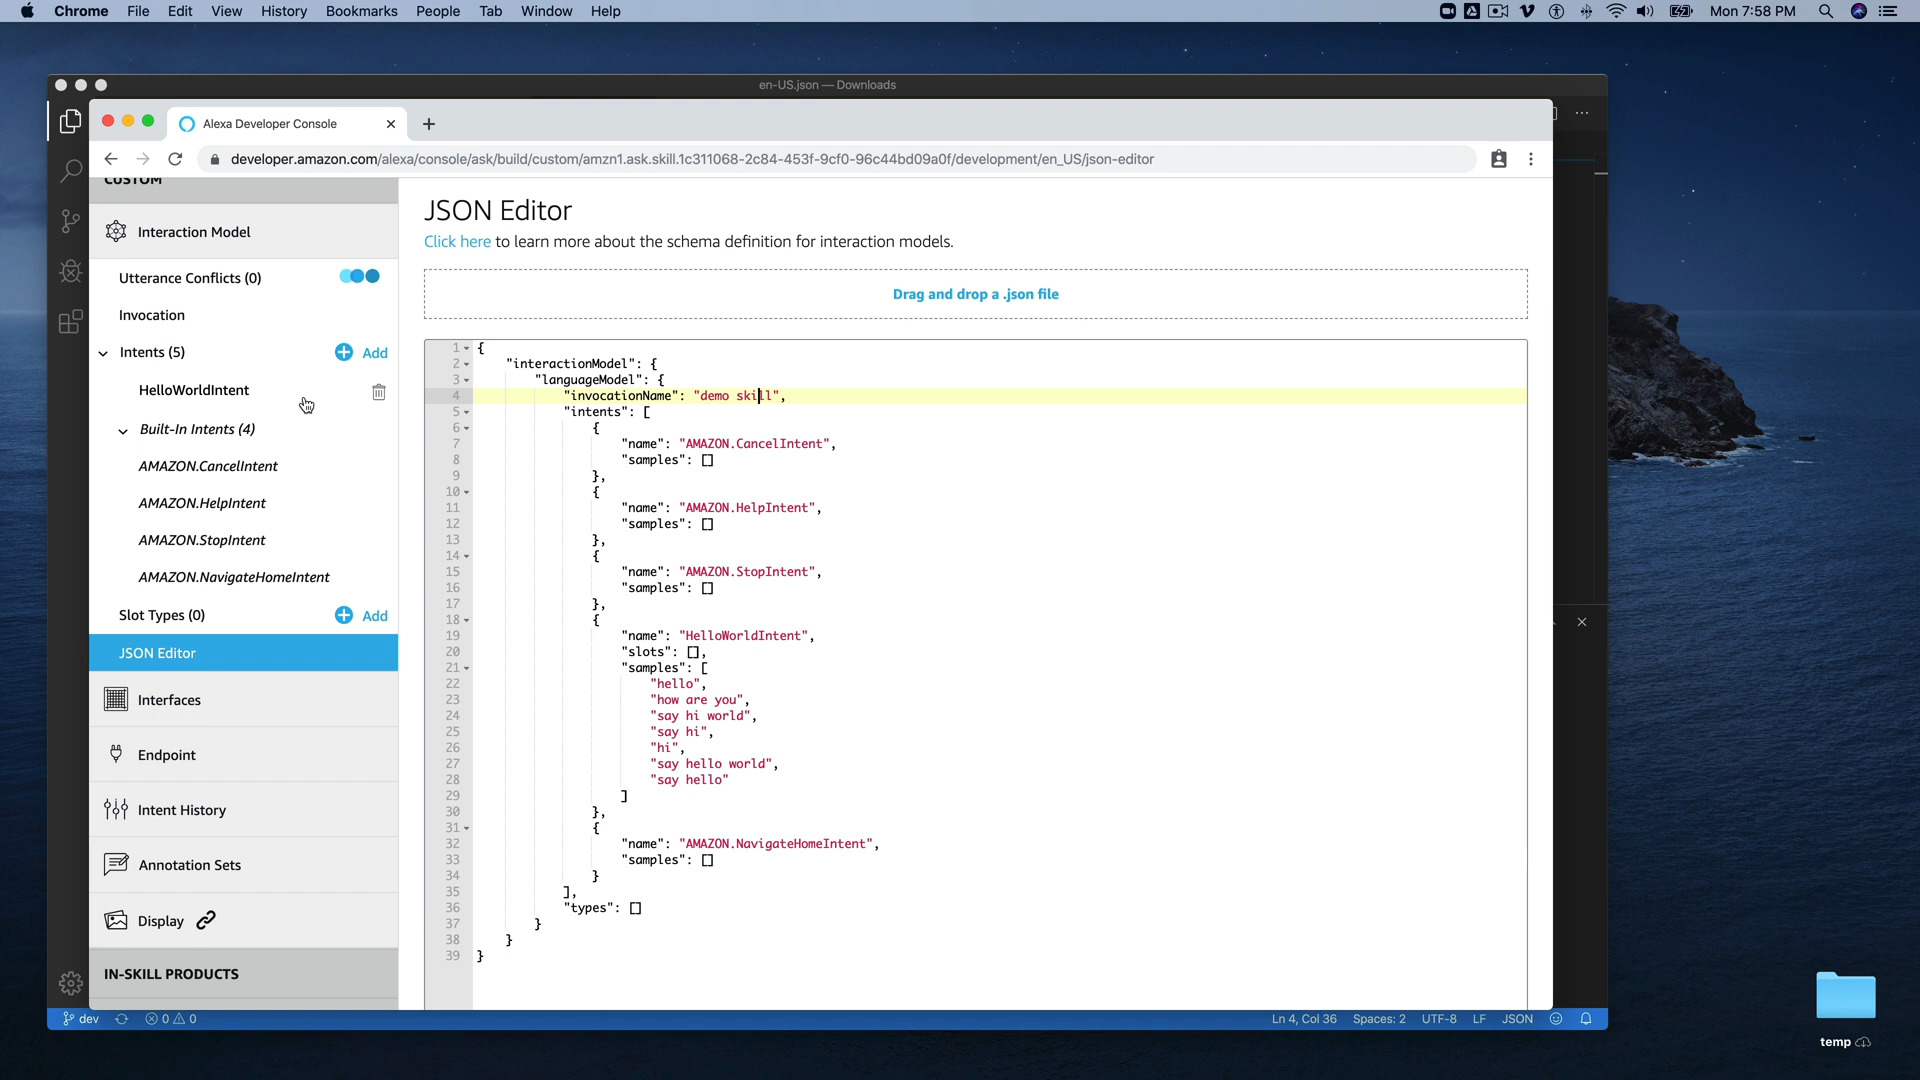 Chrome File Edit View History Bookmarks People Tab Window Help Mon 7:58 PM
en-US.json — Downloads
Alexa Developer Console
developer.amazon.com/alexa/console/ask/build/custom/amzn1.ask.skill.1c311068-2c84-453f-9cf0-96c44bd09a0f/development/en_US/json-editor
CUSTOM
Interaction Model
Utterance Conflicts (0)
Invocation
Intents (5) Add
HelloWorldIntent
Built-In Intents (4)
AMAZON.CancelIntent
AMAZON.HelpIntent
AMAZON.StopIntent
AMAZON.NavigateHomeIntent
Slot Types (0) Add
JSON Editor
Interfaces
Endpoint
Intent History
Annotation Sets
Display
IN-SKILL PRODUCTS
JSON Editor
Click here to learn more about the schema definition for interaction models.
Drag and drop a .json file
1 {
2 "interactionModel": {
3 "languageModel": {
4 "invocationName": "demo skill",
5 "intents": [
6 {
7 "name": "AMAZON.CancelIntent",
8 "samples": []
9 },
10 {
11 "name": "AMAZON.HelpIntent",
12 "samples": []
13 },
14 {
15 "name": "AMAZON.StopIntent",
16 "samples": []
17 },
18 {
19 "name": "HelloWorldIntent",
20 "slots": [],
21 "samples": [
22 "hello",
23 "how are you",
24 "say hi world",
25 "say hi",
26 "hi",
27 "say hello world",
28 "say hello"
29 ]
30 },
31 {
32 "name": "AMAZON.NavigateHomeIntent",
33 "samples": []
34 }
35 ],
36 "types": []
37 }
38 }
39 }
dev 0 0 Ln 4, Col 36 Spaces: 2 UTF-8 LF JSON
temp